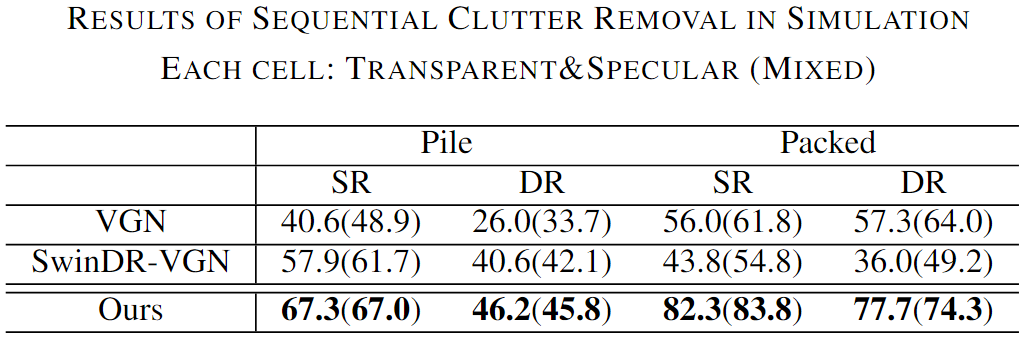 RESULTS OF SEQUENTIAL CLUTTER REMOVAL IN SIMULATION
EACH CELL: TRANSPARENT&SPECULAR (MIXED)
Pile Packed
SR DR SR DR
VGN 40.6(48.9) 26.0(33.7) 56.0(61.8) 57.3(64.0)
SwinDR-VGN 57.9(61.7) 40.6(42.1) 43.8(54.8) 36.0(49.2)
Ours 67.3(67.0) 46.2(45.8) 82.3(83.8) 77.7(74.3)